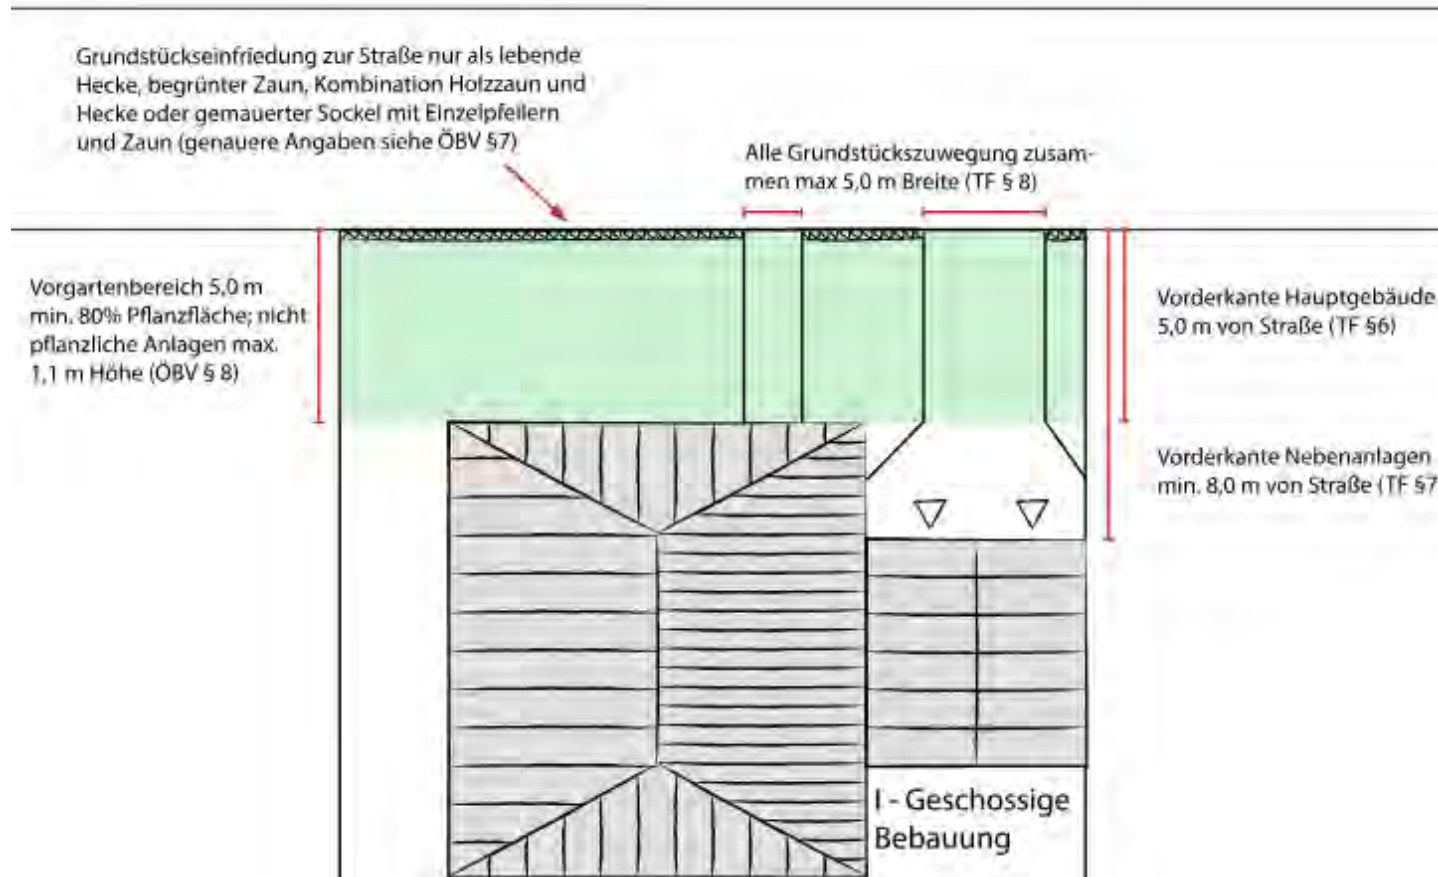 Grundstückseinfriedung zur Straße nur als lebende
Hecke, begrünter Zaun, Kombination Holzzaun und
Hecke oder gemauerter Sockel mit Einzelpfeilern
und Zaun (genauere Angaben siehe ÖBV §7)
Alle Grundstückszuwegung zusam-
men max 5,0 m Breite (TF § 8)
Vorgartenbereich 5,0 m
min. 80% Pflanzfläche; nicht
pflanzliche Anlagen max.
1,1 m Höhe (ÖBV § 8)
Vorderkante Hauptgebäude
5,0 m von Straße (TF §6)
Vorderkante Nebenanlagen
min. 8,0 m von Straße (TF §7
I - Geschossige
Bebauung